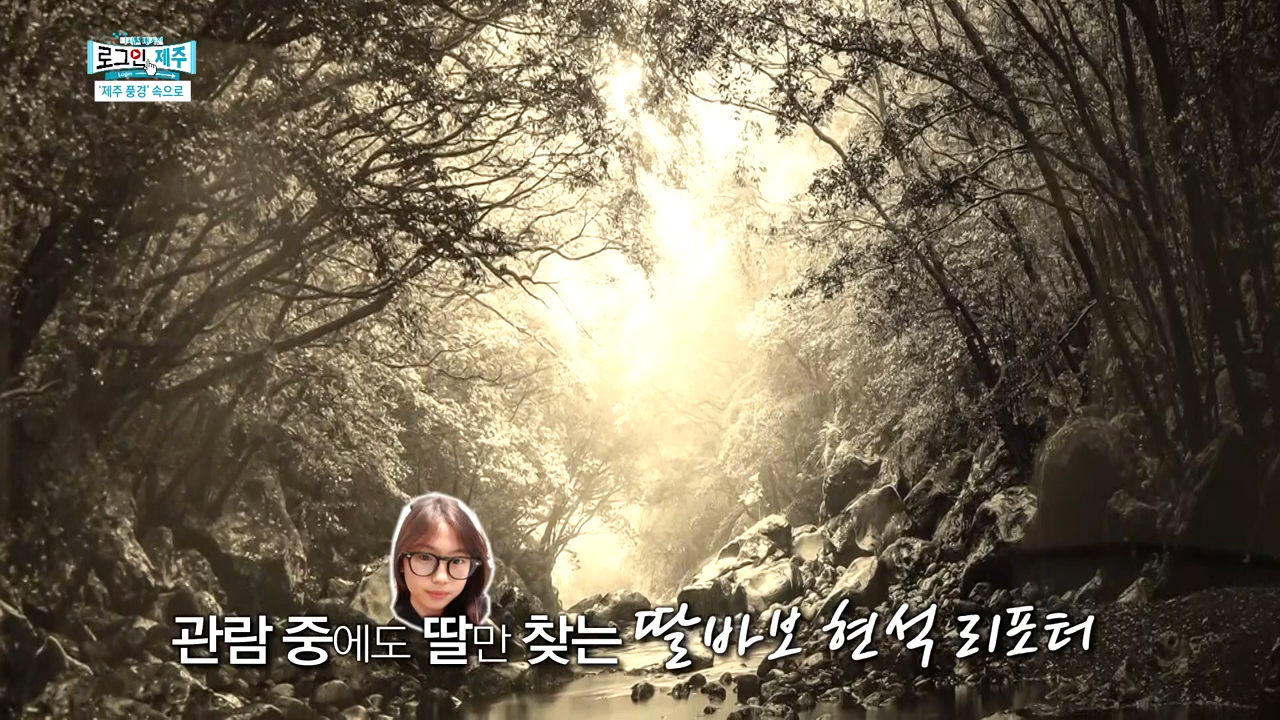 로그인 제주
Login
'제주 풍경' 속으로
관람 중에도 딸만 찾는 딸바보 현석 리포터